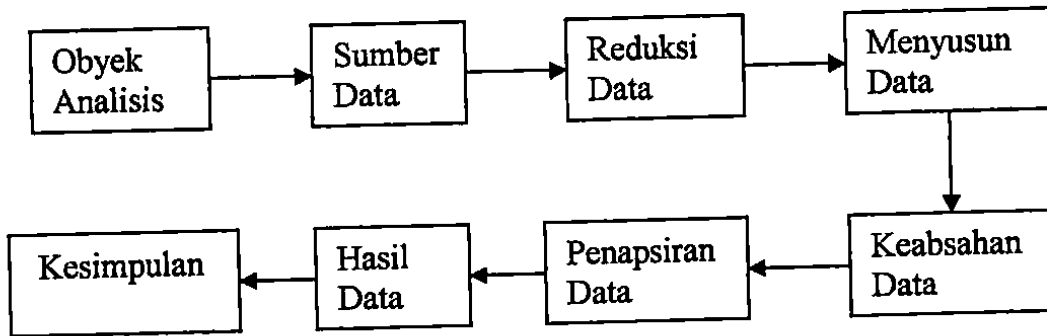 Obyek
Analisis
Sumber
Data
Reduksi
Data
Menyusun
Data
Keabsahan
Data
Penapsiran
Data
Hasil
Data
Kesimpulan